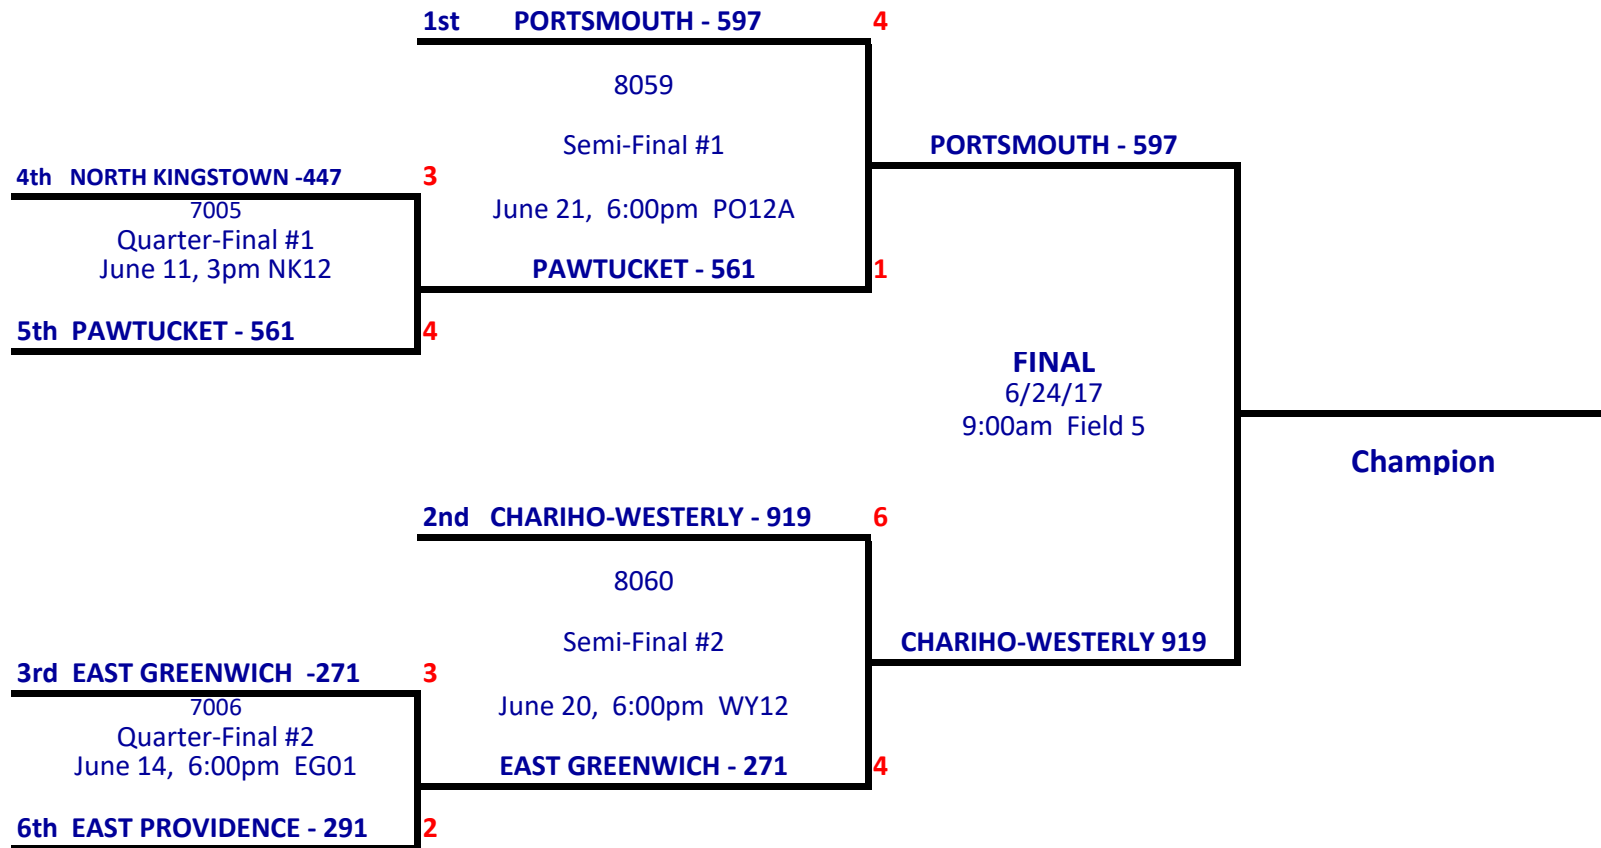 1st PORTSMOUTH - 597 4
8059
Semi-Final #1
PORTSMOUTH - 597
4th NORTH KINGSTOWN -447 3
7005
June 21, 6:00pm PO12A
Quarter-Final #1
June 11, 3pm NK12
PAWTUCKET - 561 1
5th PAWTUCKET - 561 4
FINAL
6/24/17
9:00am Field 5
Champion
2nd CHARIHO-WESTERLY - 919 6
8060
Semi-Final #2
CHARIHO-WESTERLY 919
3rd EAST GREENWICH -271 3
7006
June 20, 6:00pm WY12
Quarter-Final #2
June 14, 6:00pm EG01
EAST GREENWICH - 271 4
6th EAST PROVIDENCE - 291 2